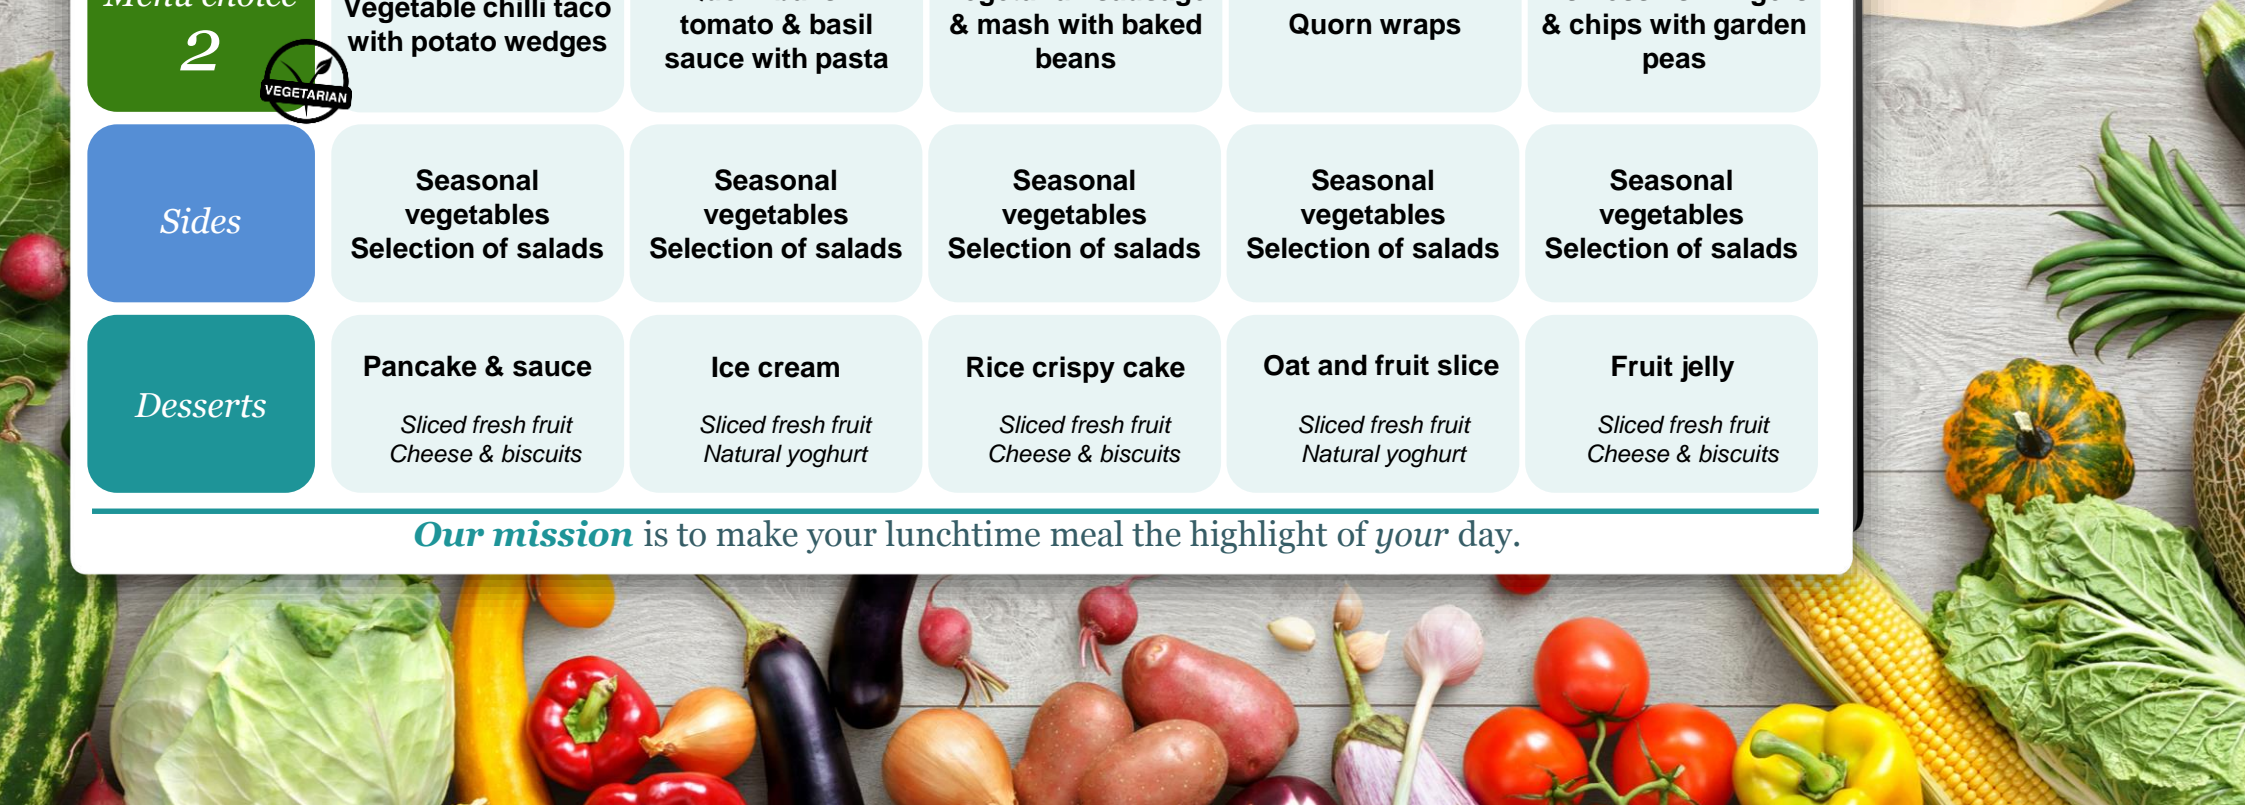 Menu choice
2
VEGETARIAN
Vegetable chilli taco
with potato wedges
tomato & basil
sauce with pasta
& mash with baked
beans
Quorn wraps
& chips with garden
peas
Sides
Seasonal
vegetables
Selection of salads
Seasonal
vegetables
Selection of salads
Seasonal
vegetables
Selection of salads
Seasonal
vegetables
Selection of salads
Seasonal
vegetables
Selection of salads
Desserts
Pancake & sauce
Sliced fresh fruit
Cheese & biscuits
Ice cream
Sliced fresh fruit
Natural yoghurt
Rice crispy cake
Sliced fresh fruit
Cheese & biscuits
Oat and fruit slice
Sliced fresh fruit
Natural yoghurt
Fruit jelly
Sliced fresh fruit
Cheese & biscuits
Our mission is to make your lunchtime meal the highlight of your day.